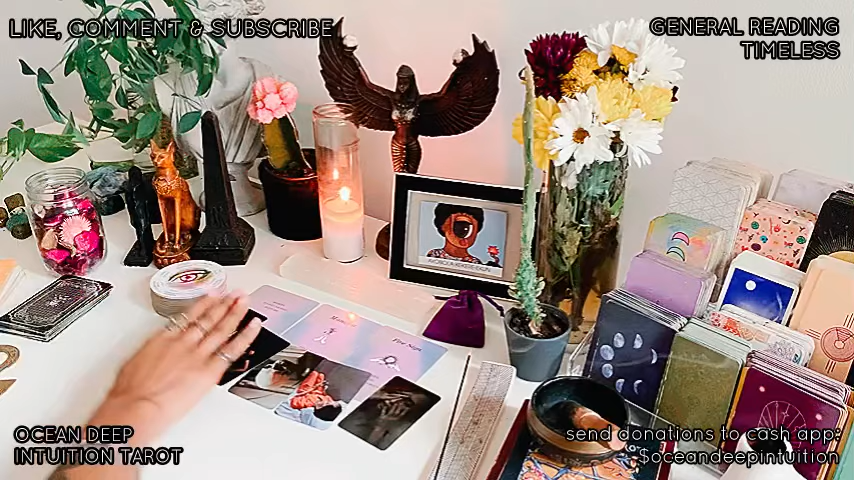 LIKE, COMMENT & SUBSCRIBE
GENERAL READING
TIMELESS
OCEAN DEEP
INTUITION TAROT
send donations to cash app:
$oceandeepintuition